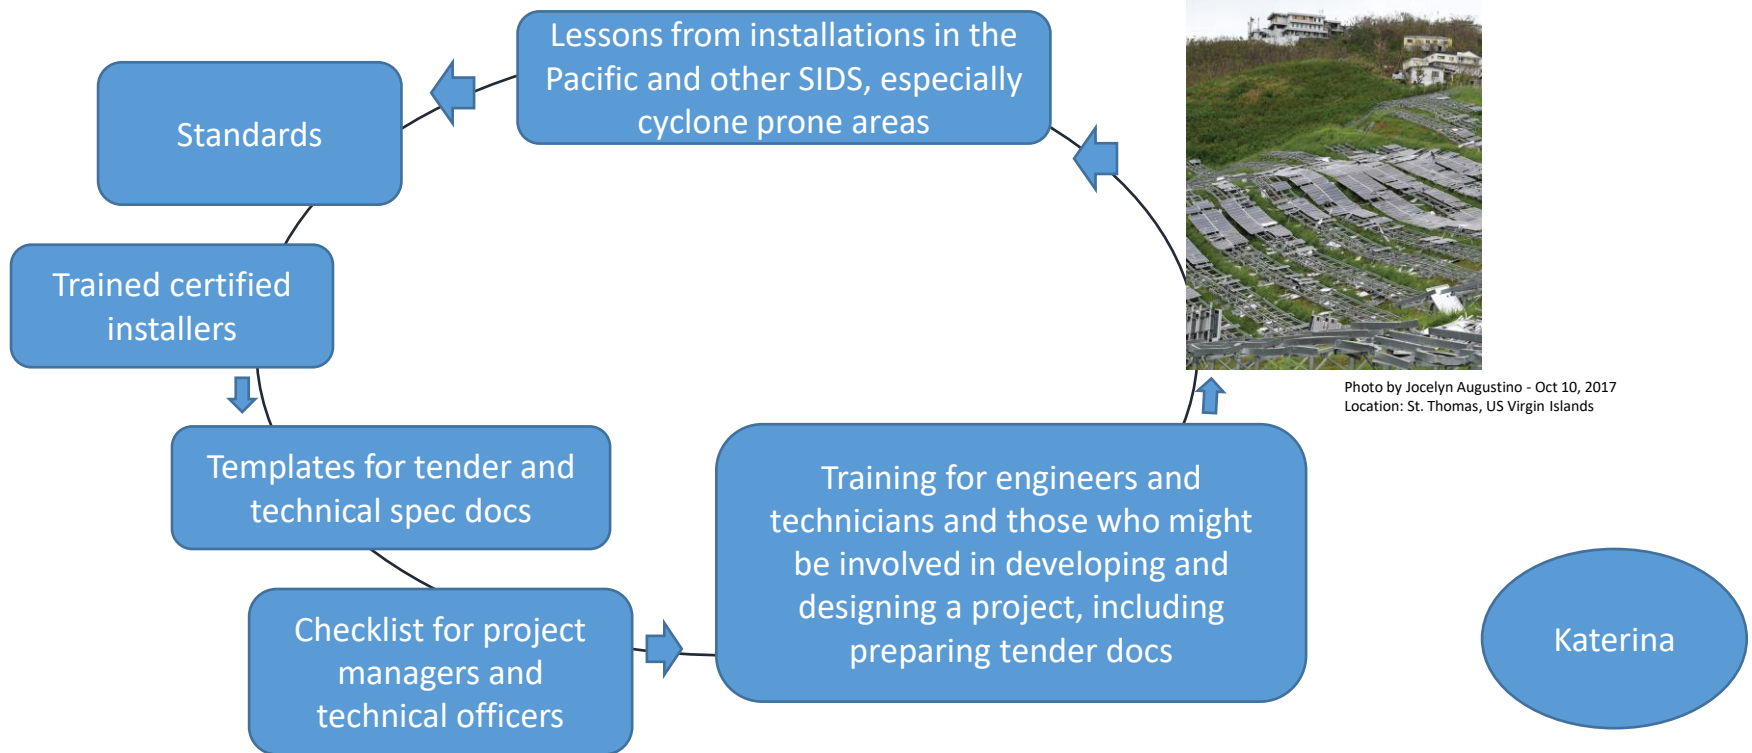 Lessons from installations in the
Pacific and other SIDS, especially
cyclone prone areas
Standards
Trained certified
installers
Templates for tender and
technical spec docs
Checklist for project
managers and
technical officers
Training for engineers and
technicians and those who might
be involved in developing and
designing a project, including
preparing tender docs
Photo by Jocelyn Augustino - Oct 10, 2017
Location: St. Thomas, US Virgin Islands
Katerina